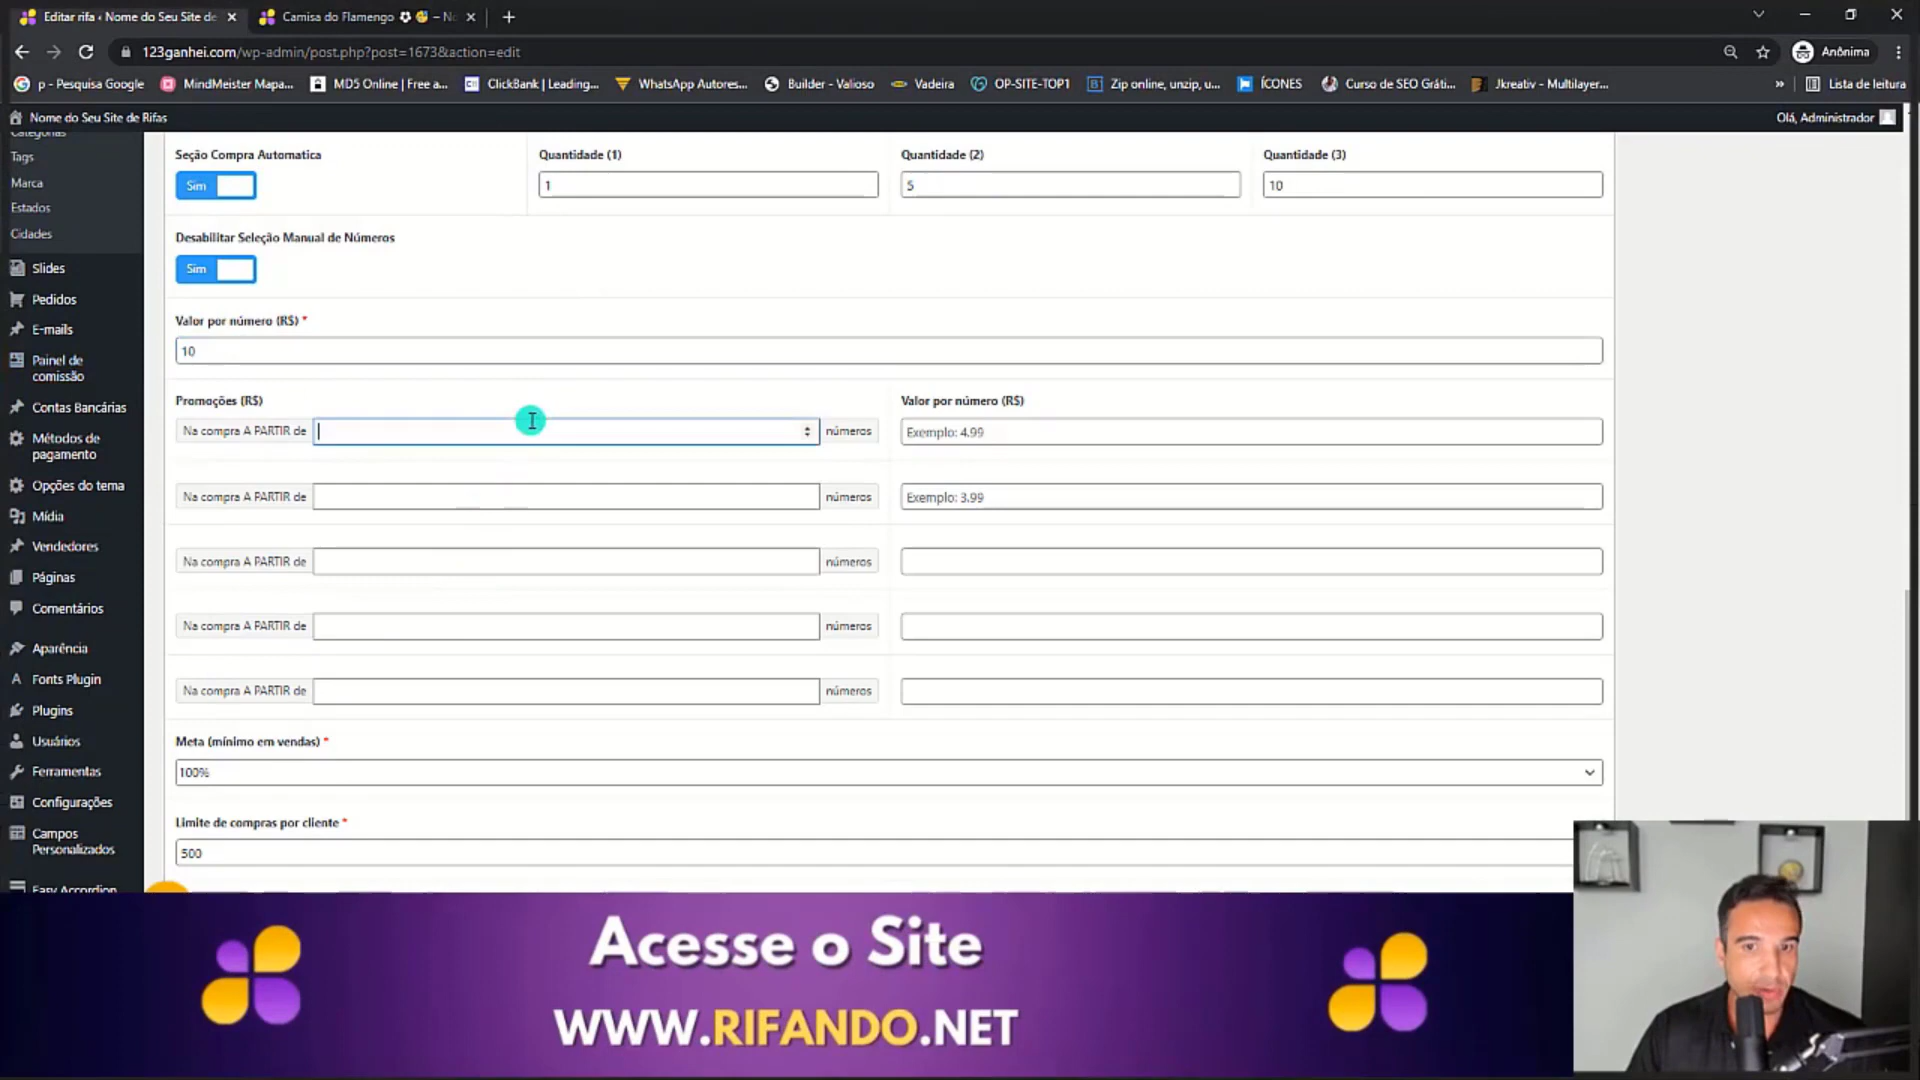 Editar rifa ‹ Nome do Seu Site de
Camisa do Flamengo ⚽ 🥳 – No
123ganhei.com/wp-admin/post.php?post=1673&action=edit
Anônima
p - Pesquisa Google
MindMeister Mapa...
MD5 Online | Free a...
ClickBank | Leading...
WhatsApp Autores...
Builder - Valioso
Vadeira
OP-SITE-TOP1
Zip online, unzip, u...
ÍCONES
Curso de SEO Gráti...
Jkreativ - Multilayer...
»
Lista de leitura
Nome do Seu Site de Rifas
Olá, Administrador
Categorias
Tags
Marca
Estados
Cidades
Slides
Pedidos
E-mails
Painel de
comissão
Contas Bancárias
Métodos de
pagamento
Opções do tema
Mídia
Vendedores
Páginas
Comentários
Aparência
Fonts Plugin
Plugins
Usuários
Ferramentas
Configurações
Campos
Personalizados
Easy Accordion
Seção Compra Automatica
Sim
Quantidade (1)
1
Quantidade (2)
5
Quantidade (3)
10
Desabilitar Seleção Manual de Números
Sim
Valor por número (R$) *
10
Promoções (R$)
Valor por número (R$)
Na compra A PARTIR de
números
Exemplo: 4.99
Na compra A PARTIR de
números
Exemplo: 3.99
Na compra A PARTIR de
números
Na compra A PARTIR de
números
Na compra A PARTIR de
números
Meta (mínimo em vendas) *
100%
Limite de compras por cliente *
500
Acesse o Site
WWW.RIFANDO.NET